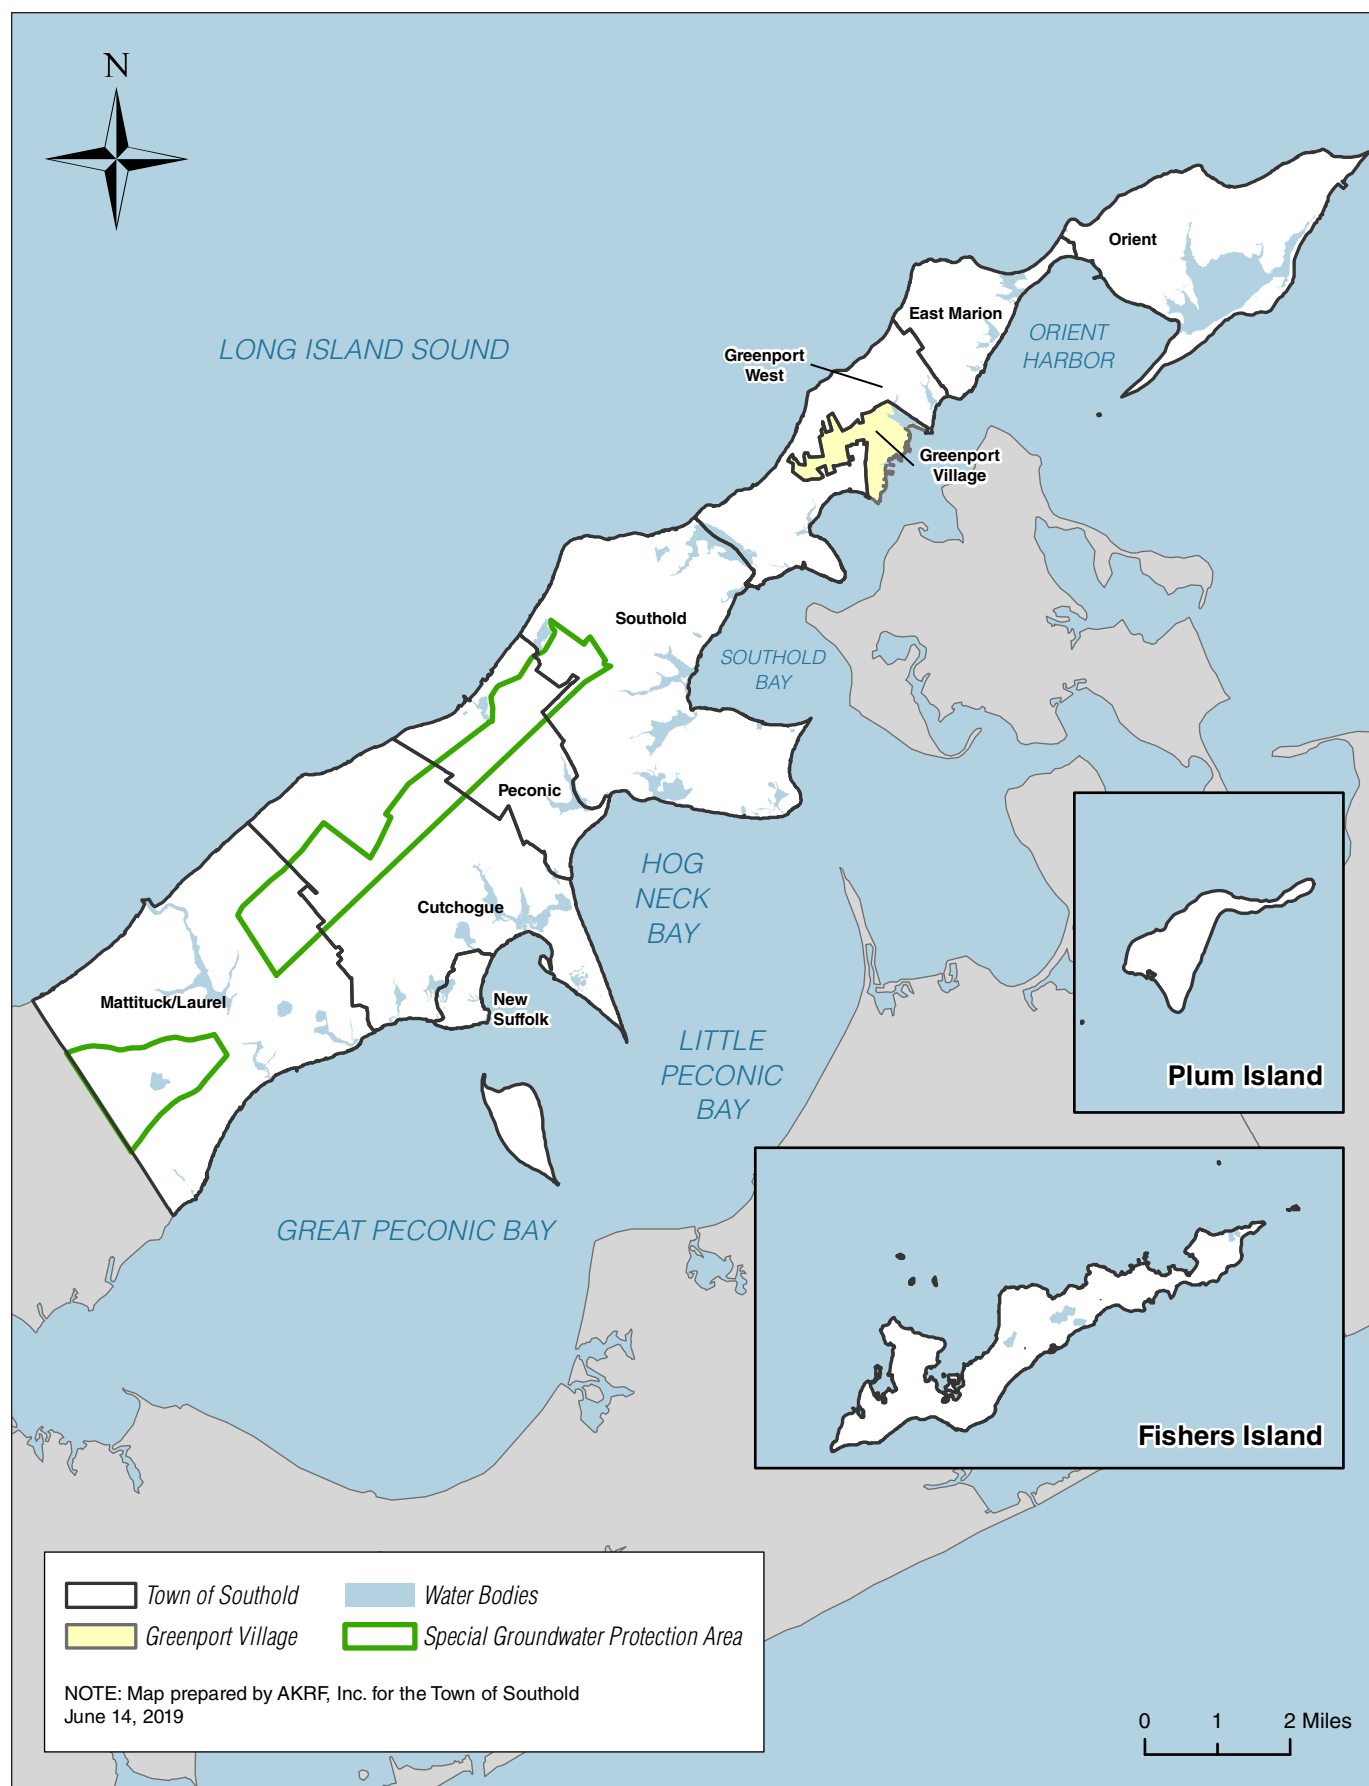 N
Orient
East Marion
ORIENT
HARBOR
LONG ISLAND SOUND
Greenport
West
Greenport
Village
Southold
SOUTHOLD
BAY
Peconic
HOG
NECK
BAY
Cutchogue
Mattituck/Laurel
New
Suffolk
LITTLE
PECONIC
BAY
Plum Island
GREAT PECONIC BAY
Fishers Island
Town of Southold
Water Bodies
Greenport Village
Special Groundwater Protection Area
NOTE: Map prepared by AKRF, Inc. for the Town of Southold
June 14, 2019
0 1 2 Miles